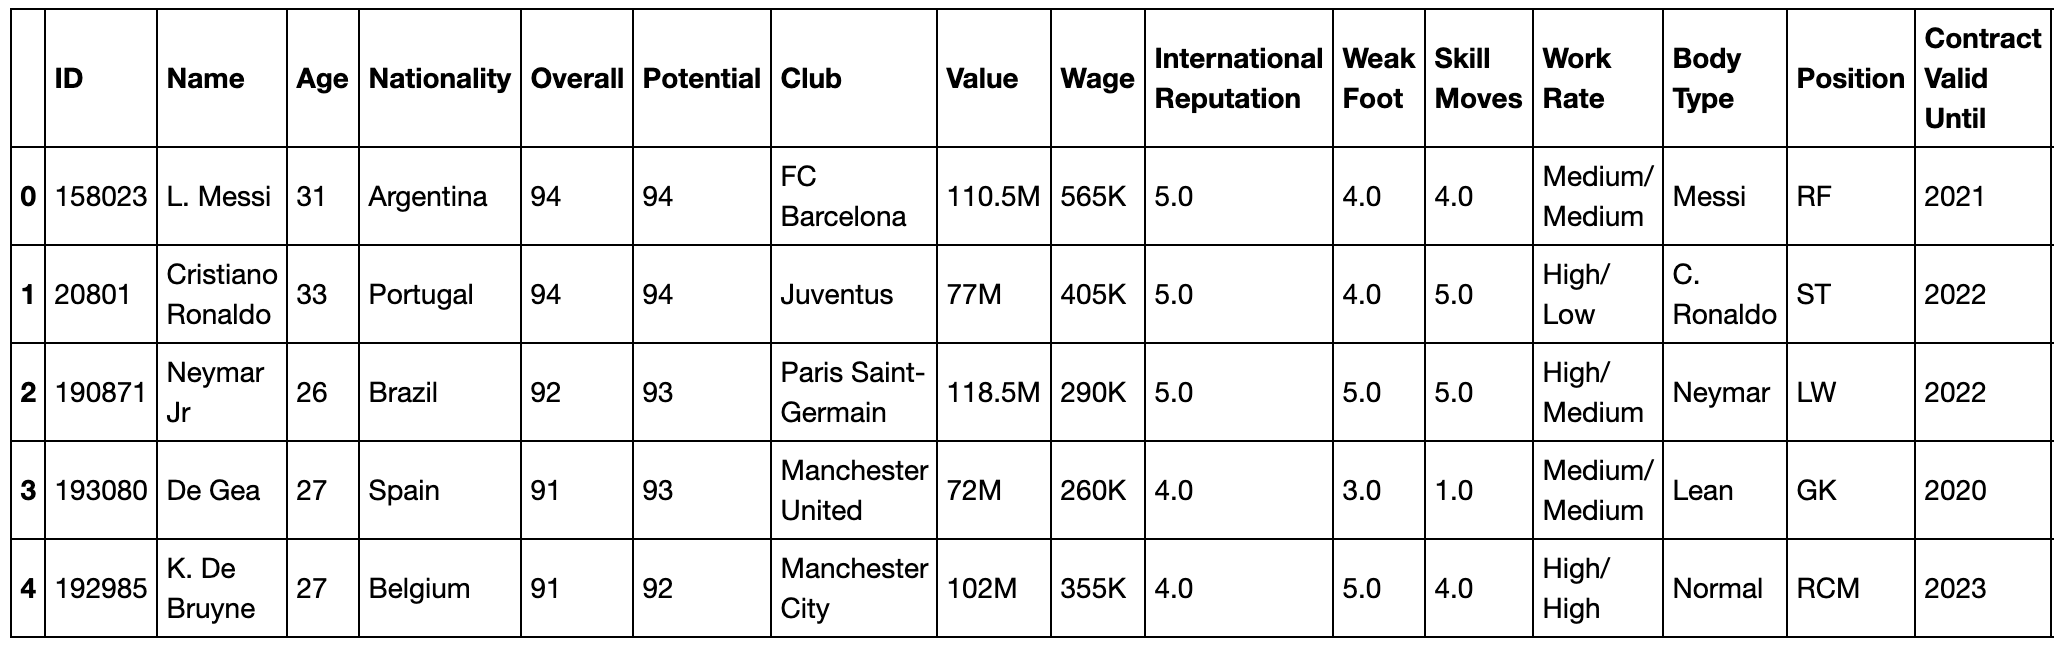 ID Name Age Nationality Overall Potential Club Value Wage International Reputation Weak Foot Skill Moves Work Rate Body Type Position Contract Valid Until
0 158023 L. Messi 31 Argentina 94 94 FC Barcelona 110.5M 565K 5.0 4.0 4.0 Medium/ Medium Messi RF 2021
1 20801 Cristiano Ronaldo 33 Portugal 94 94 Juventus 77M 405K 5.0 4.0 5.0 High/ Low C. Ronaldo ST 2022
2 190871 Neymar Jr 26 Brazil 92 93 Paris Saint-Germain 118.5M 290K 5.0 5.0 5.0 High/ Medium Neymar LW 2022
3 193080 De Gea 27 Spain 91 93 Manchester United 72M 260K 4.0 3.0 1.0 Medium/ Medium Lean GK 2020
4 192985 K. De Bruyne 27 Belgium 91 92 Manchester City 102M 355K 4.0 5.0 4.0 High/ High Normal RCM 2023